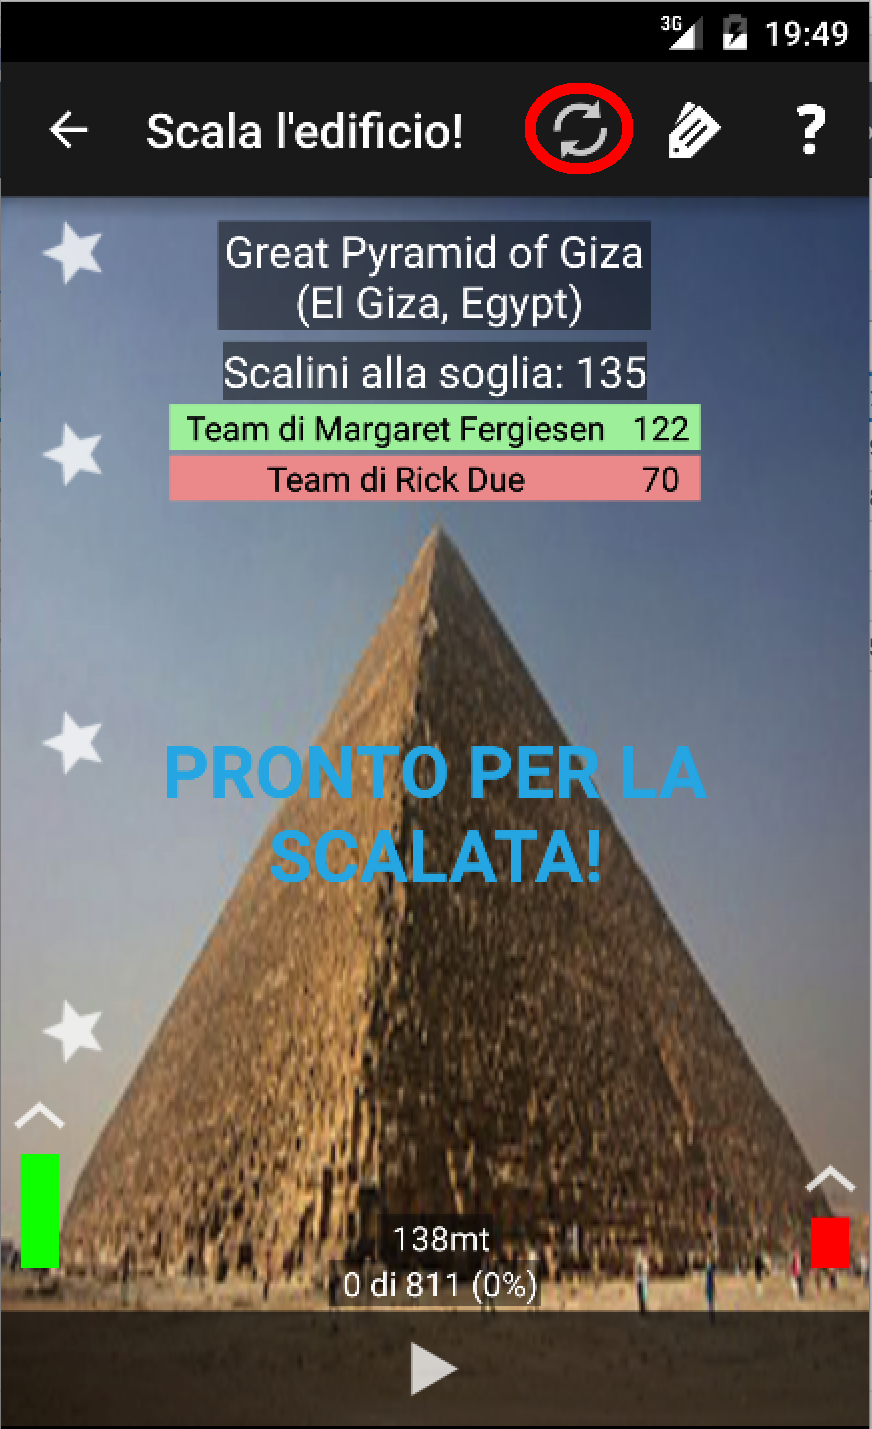 3G 19:49
Scala l'edificio! ?
Great Pyramid of Giza
(El Giza, Egypt)
Scalini alla soglia: 135
Team di Margaret Fergiesen 122
Team di Rick Due 70
PRONTO PER LA
SCALATA!
138mt
0 di 811 (0%)